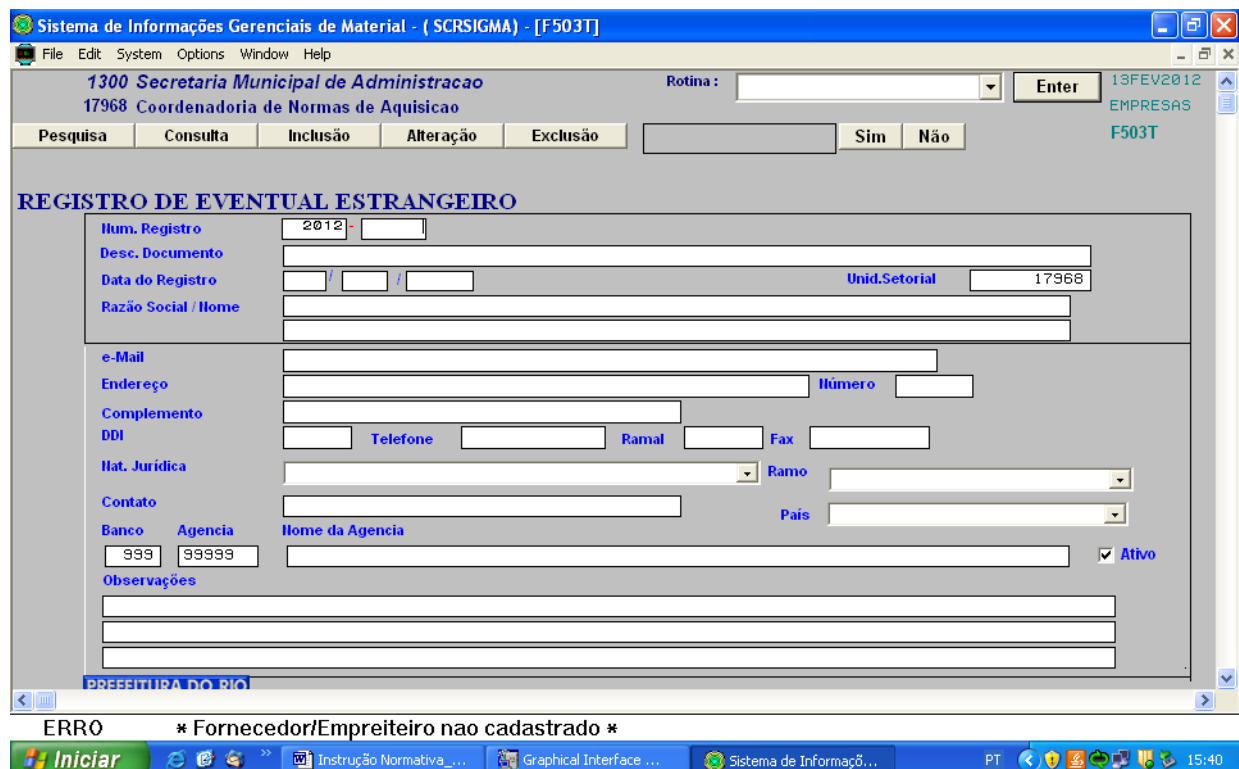 Sistema de Informações Gerenciais de Material - ( SCRSIGMA) - [F503T]
File Edit System Options Window Help
1300 Secretaria Municipal de Administracao Rotina : Enter 13FEV2012
17968 Coordenadoria de Normas de Aquisicao EMPRESAS
Pesquisa Consulta Inclusão Alteração Exclusão Sim Não F503T
REGISTRO DE EVENTUAL ESTRANGEIRO
Num. Registro 2012 -
Desc. Documento
Data do Registro / / Unid.Setorial 17968
Razão Social / Nome
e-Mail
Endereço Número
Complemento
DDI Telefone Ramal Fax
Nat. Jurídica Ramo
Contato País
Banco Agencia Nome da Agencia
999 99999 Ativo
Observações
PREFEITURA DO RIO
ERRO * Fornecedor/Empreiteiro nao cadastrado *
Iniciar » Instrução Normativa_... Graphical Interface ... Sistema de Informaçõ... PT 15:40